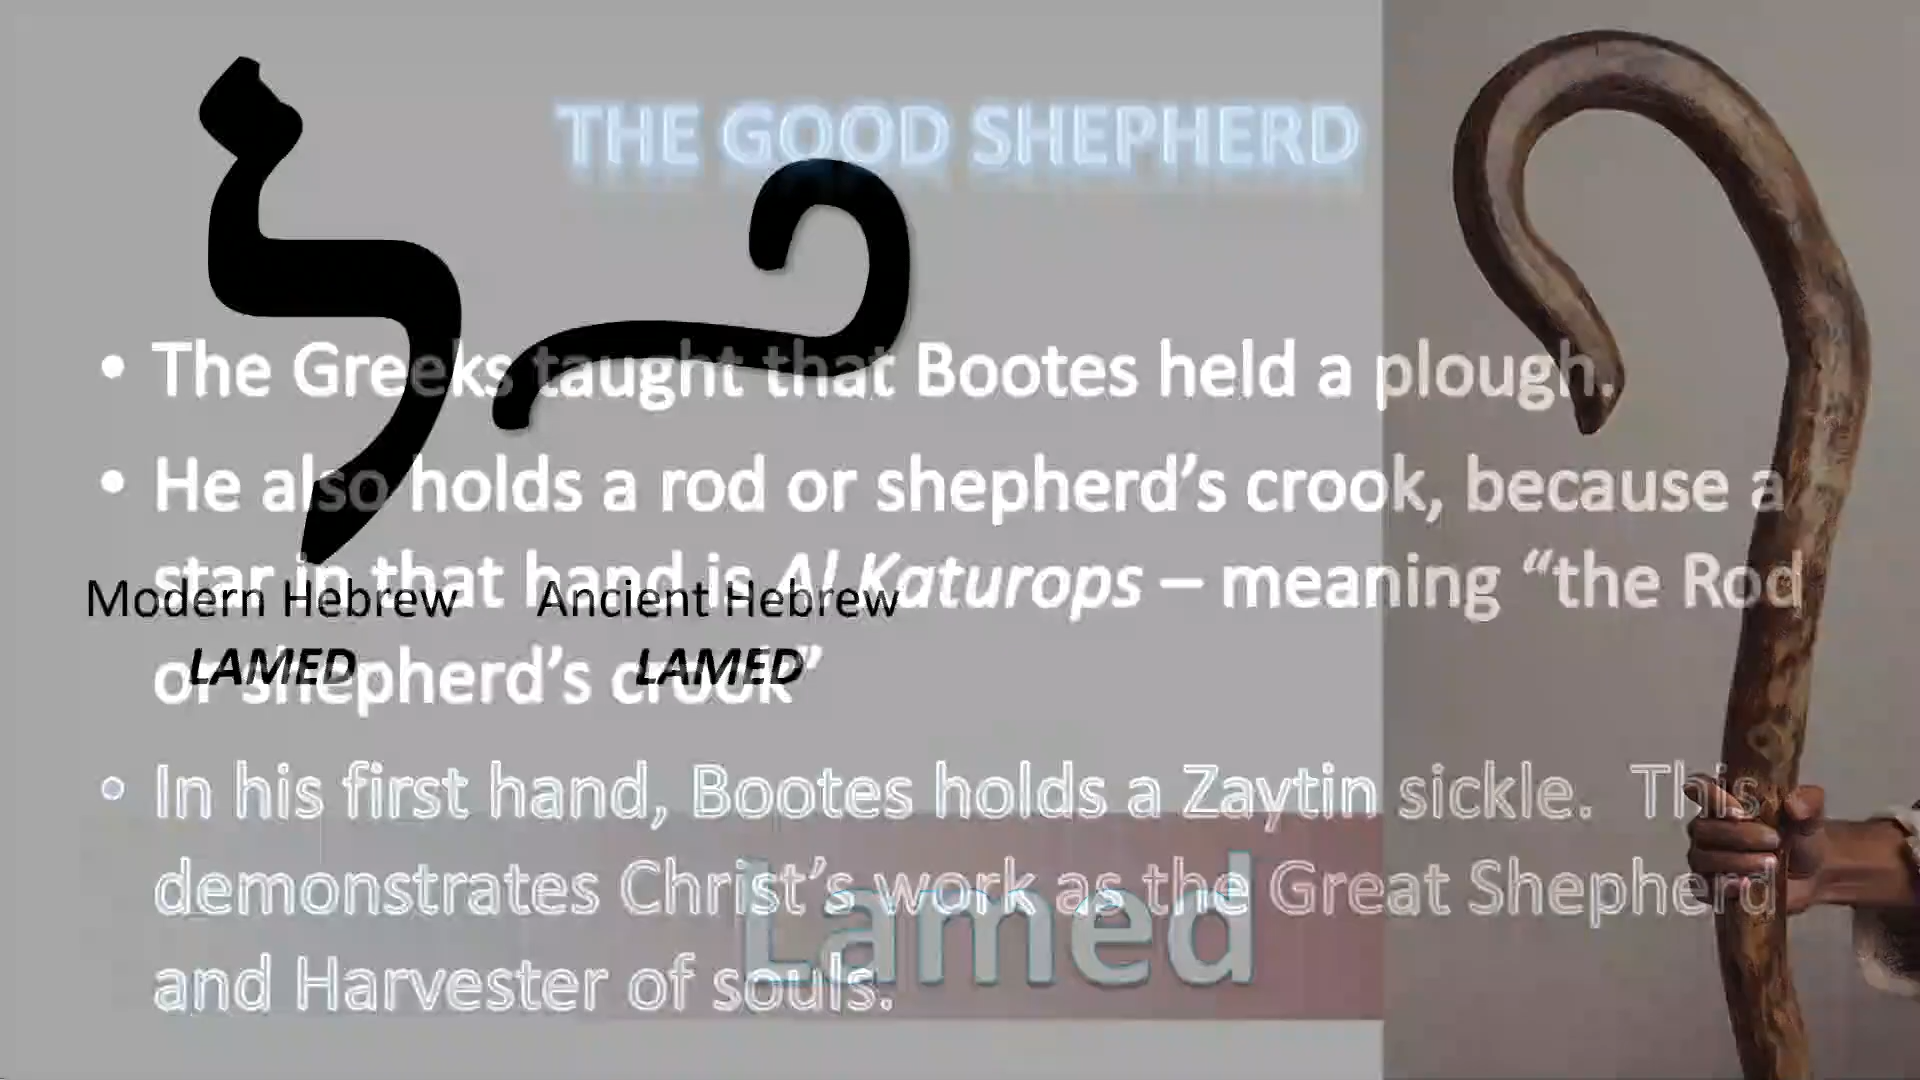 ל
THE GOOD SHEPHERD
• The Greeks taught that Bootes held a plough.
• He also holds a rod or shepherd’s crook, because a
star in that hand is Al Katurops – meaning “the Rod
or shepherd’s crook”
Modern Hebrew
LAMED
Ancient Hebrew
LAMED
• In his first hand, Bootes holds a Zaytin sickle. This
demonstrates Christ’s work as the Great Shepherd
and Harvester of souls.
Lamed